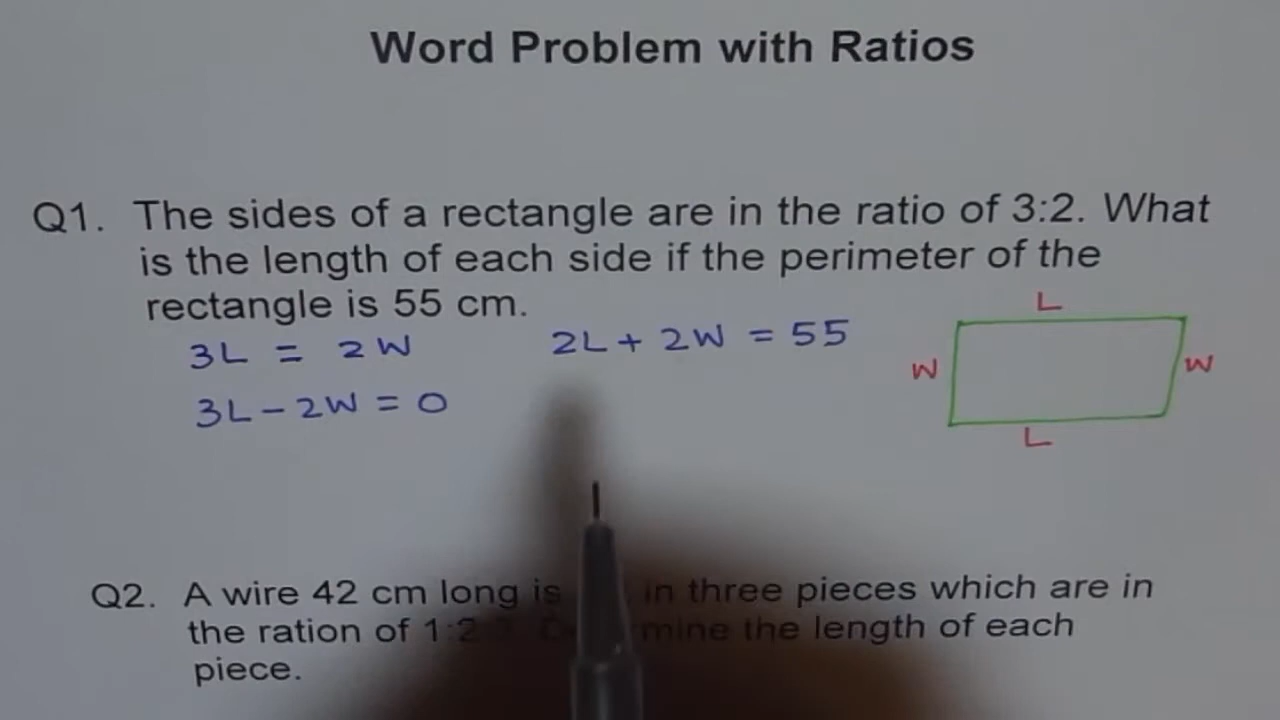 Word Problem with Ratios
Q1. The sides of a rectangle are in the ratio of 3:2. What
is the length of each side if the perimeter of the
rectangle is 55 cm.
3L = 2W
2L + 2W = 55
3L - 2W = 0
L
W
W
L
Q2. A wire 42 cm long is in three pieces which are in
the ration of 1:2 the length of each
piece.